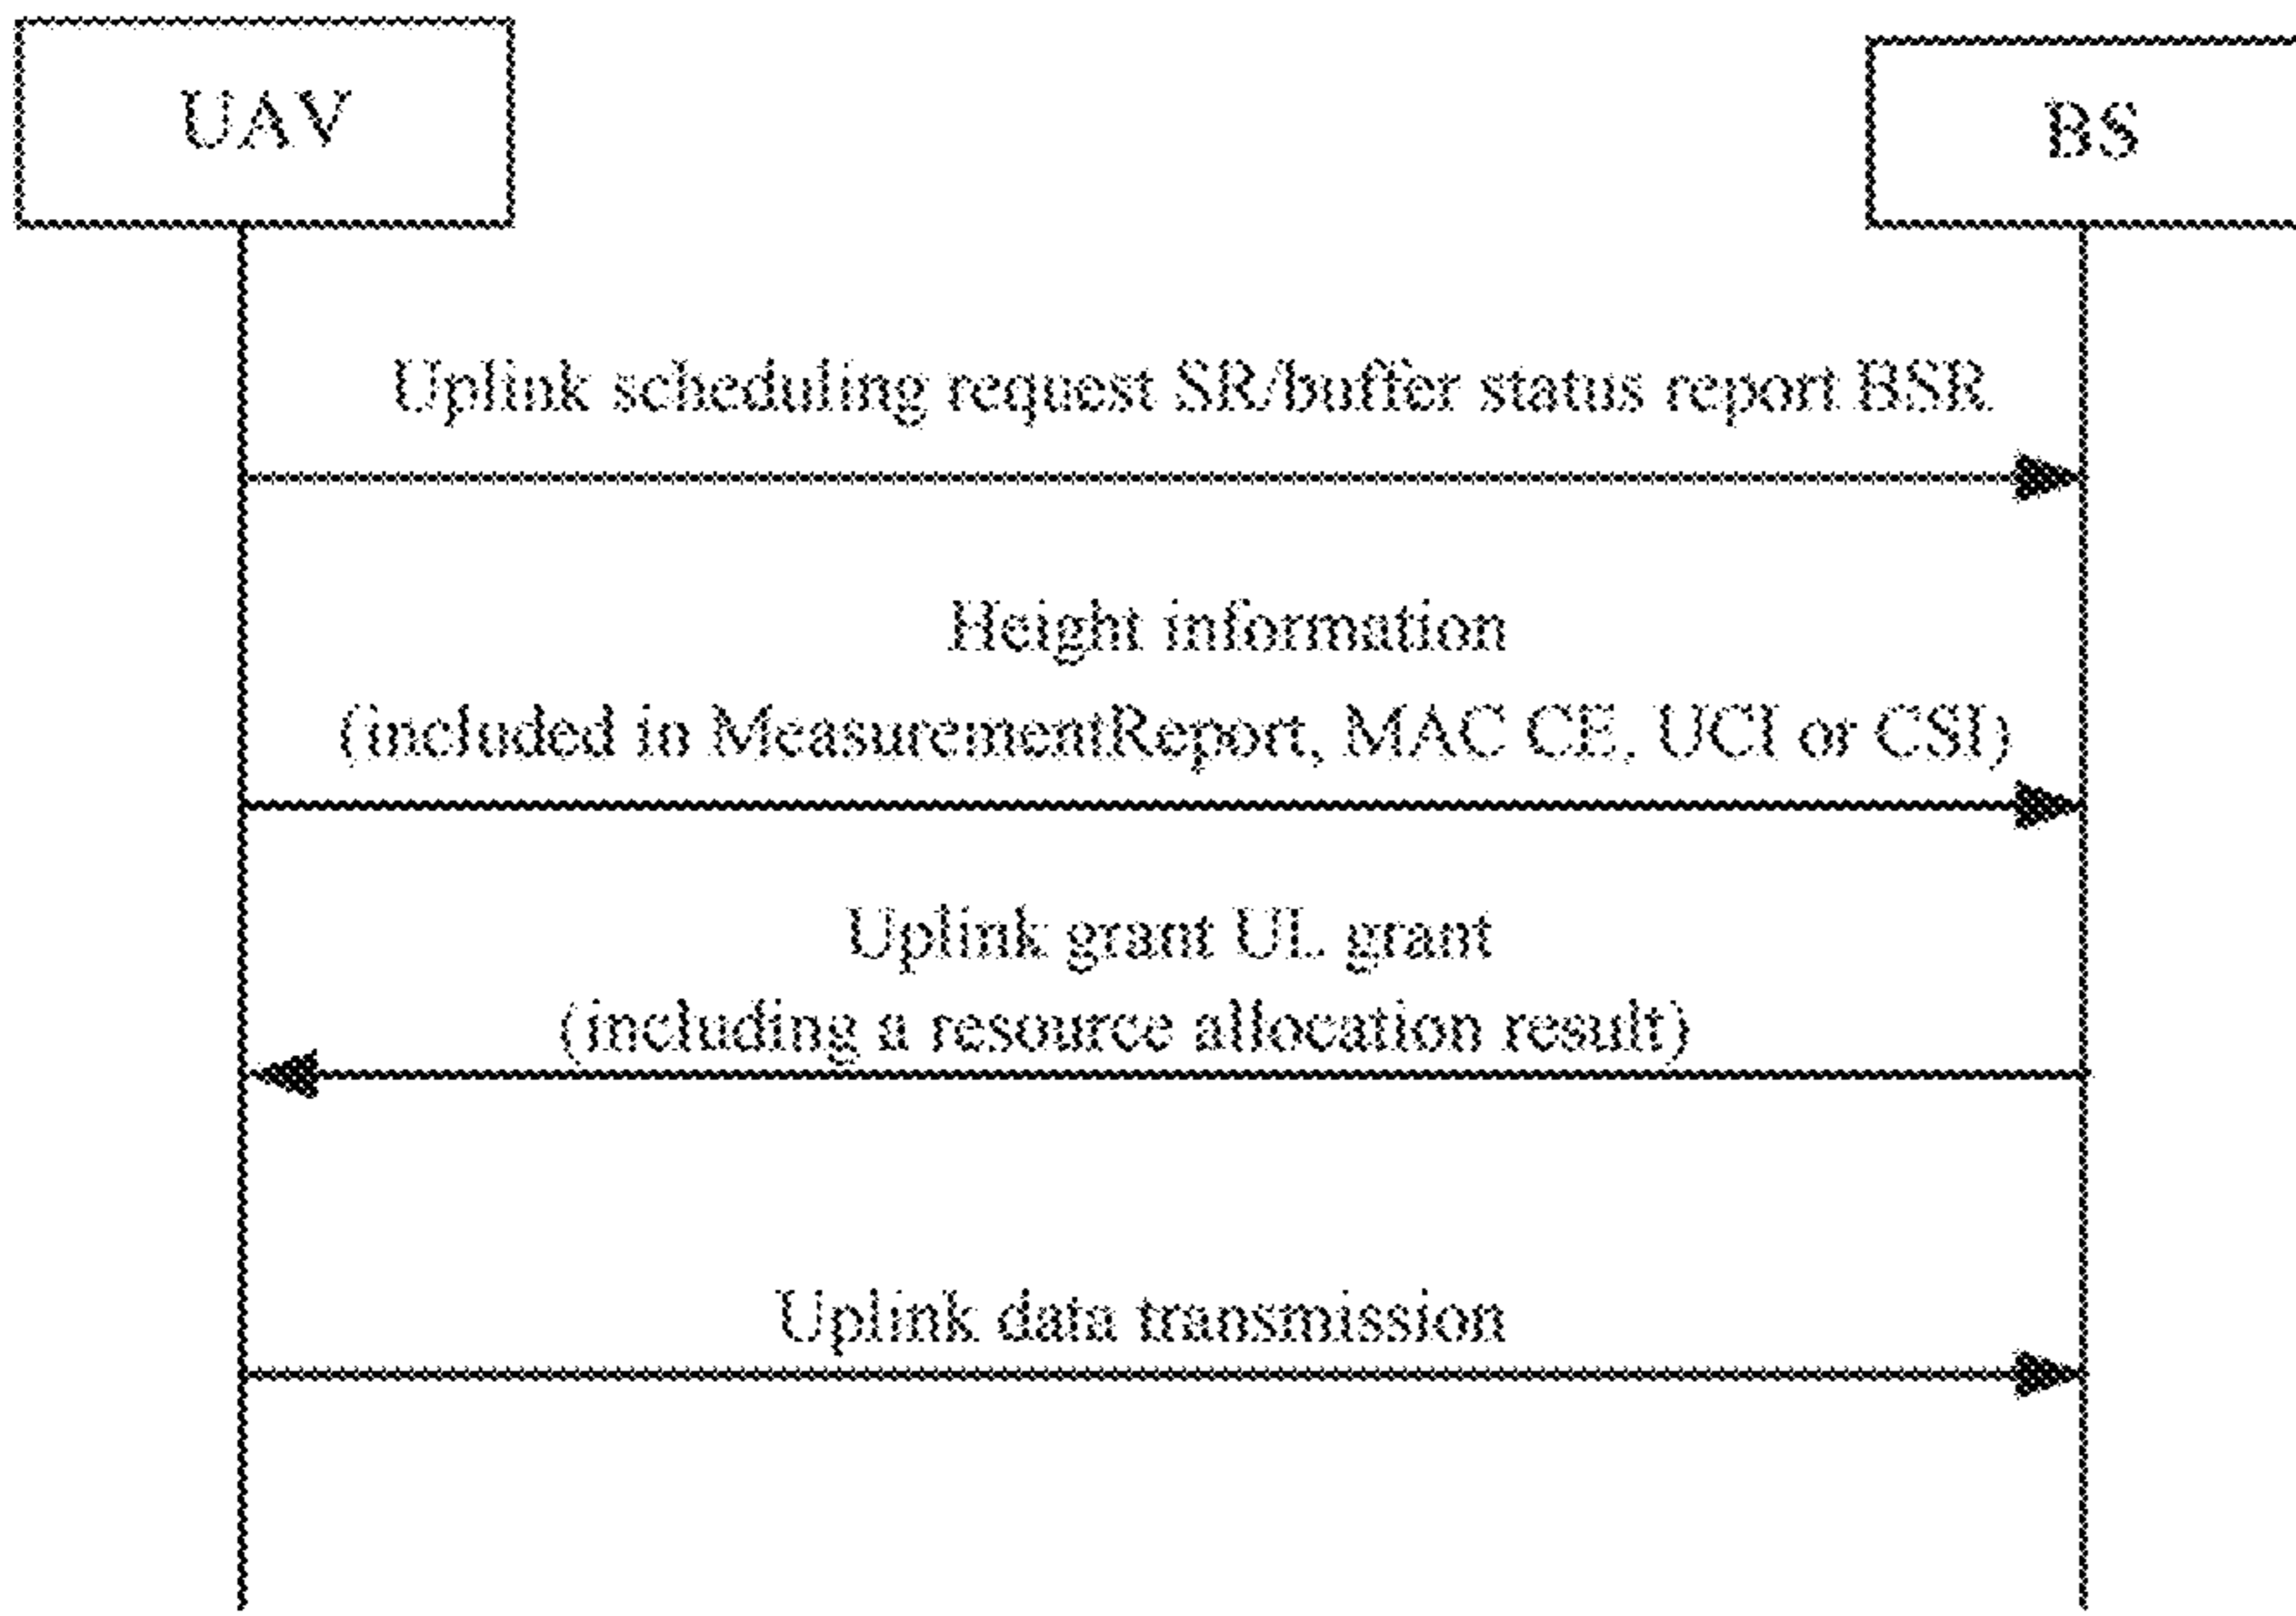 UAV
BS
Uplink scheduling request SR/buffer status report BSR
Height information
(included in MeasurementReport, MAC CE, UCI or CSI)
Uplink grant UL grant
(including a resource allocation result)
Uplink data transmission